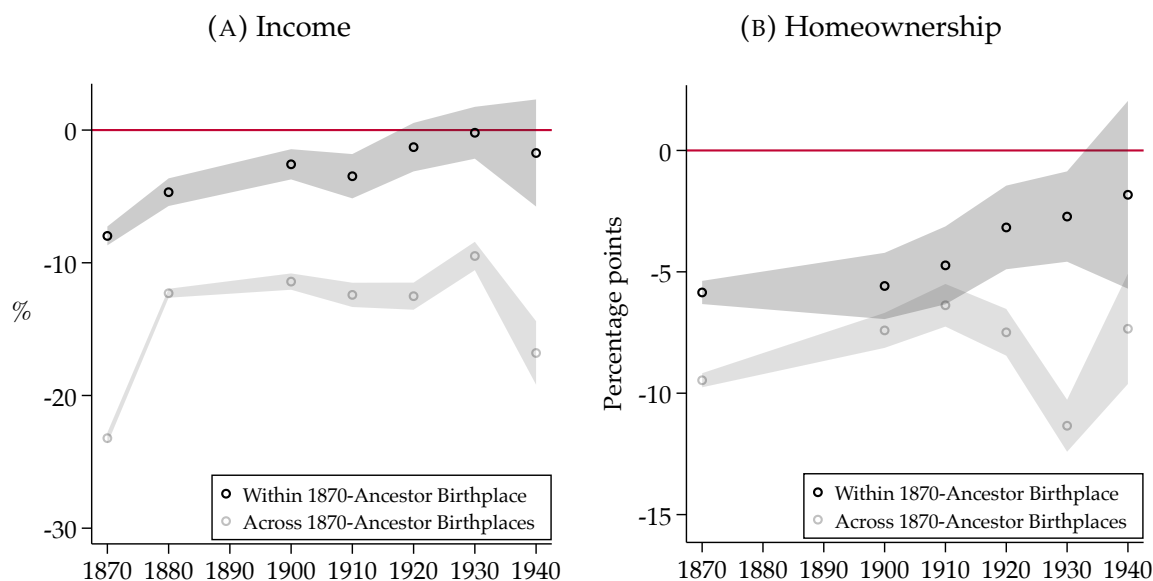 (A) Income
0
-10
%
-20
-30
Within 1870-Ancestor Birthplace
Across 1870-Ancestor Birthplaces
1870 1880 1890 1900 1910 1920 1930 1940
(B) Homeownership
0
-5
Percentage points
-10
-15
Within 1870-Ancestor Birthplace
Across 1870-Ancestor Birthplaces
1870 1880 1890 1900 1910 1920 1930 1940